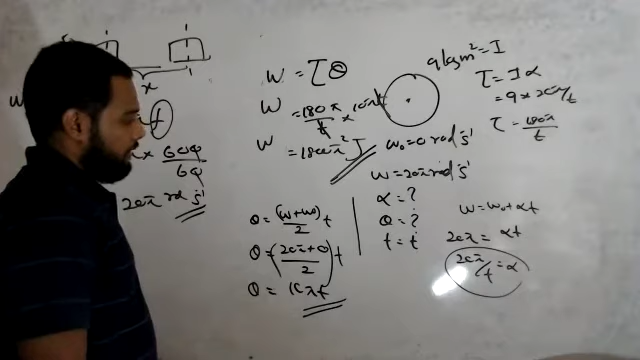 x
× 600/60
20π rad s⁻¹
W = τθ
W = 180π/t × 10πt
W = 1800π² J
θ = (w+w₀)/2 t
θ = (20π+0/2) t
θ = 10πt
9 kgm² = I
w₀ = 0 rad s⁻¹
w = 20π rad s⁻¹
α = ?
θ = ?
t = t
τ = Iα
= 9 × 20π/t
τ = 180π/t
w = w₀ + αt
20π = αt
20π/t = α